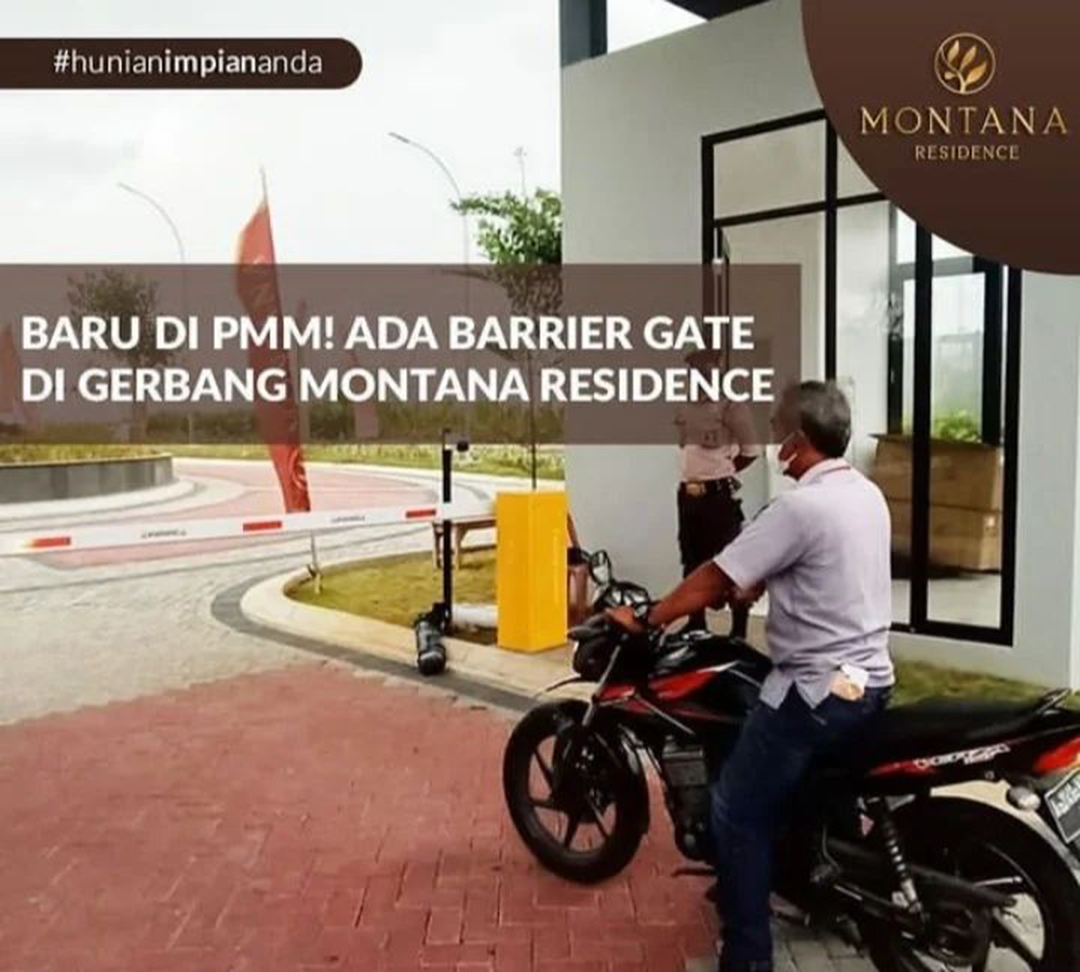 #hunianimpiananda
MONTANA
RESIDENCE
BARU DI PMM! ADA BARRIER GATE
DI GERBANG MONTANA RESIDENCE